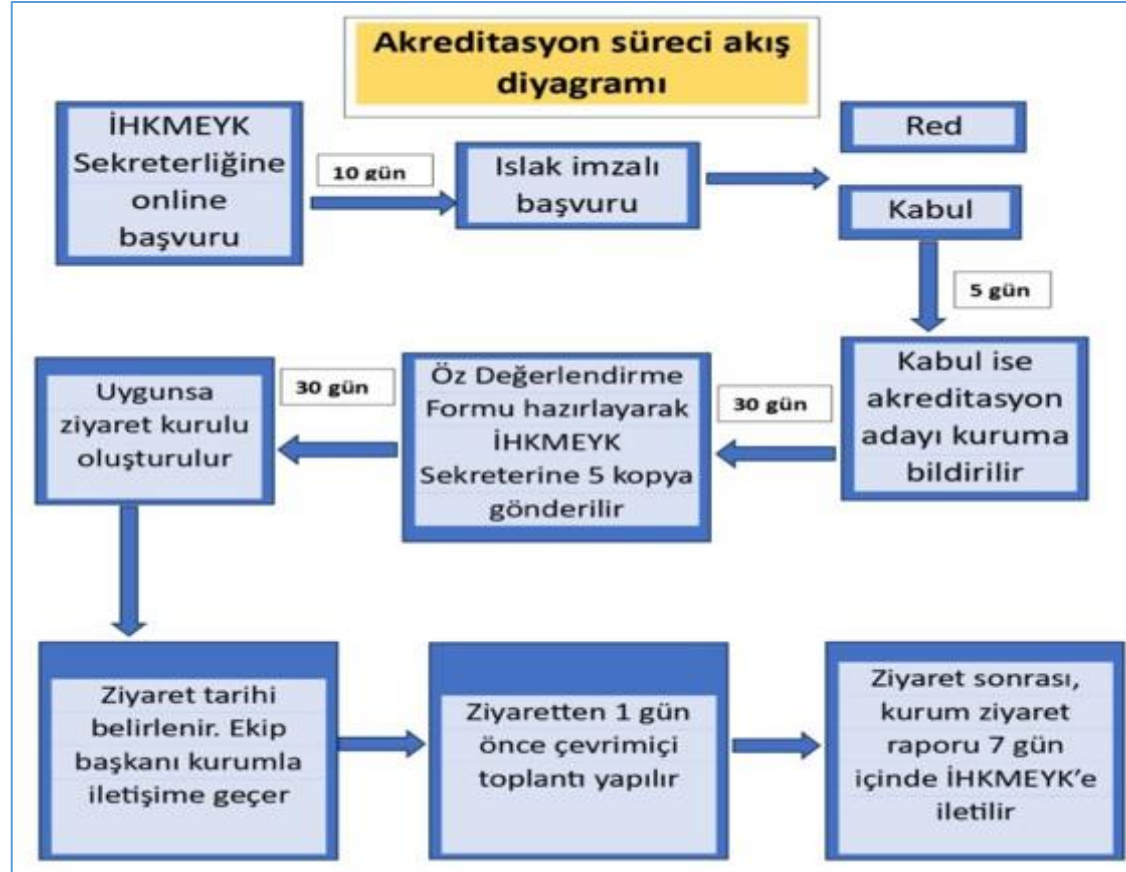 Akreditasyon süreci akış
diyagramı
İHKMEYK
Sekreterliğine
online
başvuru
10 gün
Islak imzalı
başvuru
Red
Kabul
5 gün
Kabul ise
akreditasyon
adayı kuruma
bildirilir
30 gün
Öz Değerlendirme
Formu hazırlayarak
İHKMEYK
Sekreterine 5 kopya
gönderilir
30 gün
Uygunsa
ziyaret kurulu
oluşturulur
Ziyaret tarihi
belirlenir. Ekip
başkanı kurumla
iletişime geçer
Ziyaretten 1 gün
önce çevrimiçi
toplantı yapılır
Ziyaret sonrası,
kurum ziyaret
raporu 7 gün
içinde İHKMEYK’e
iletilir